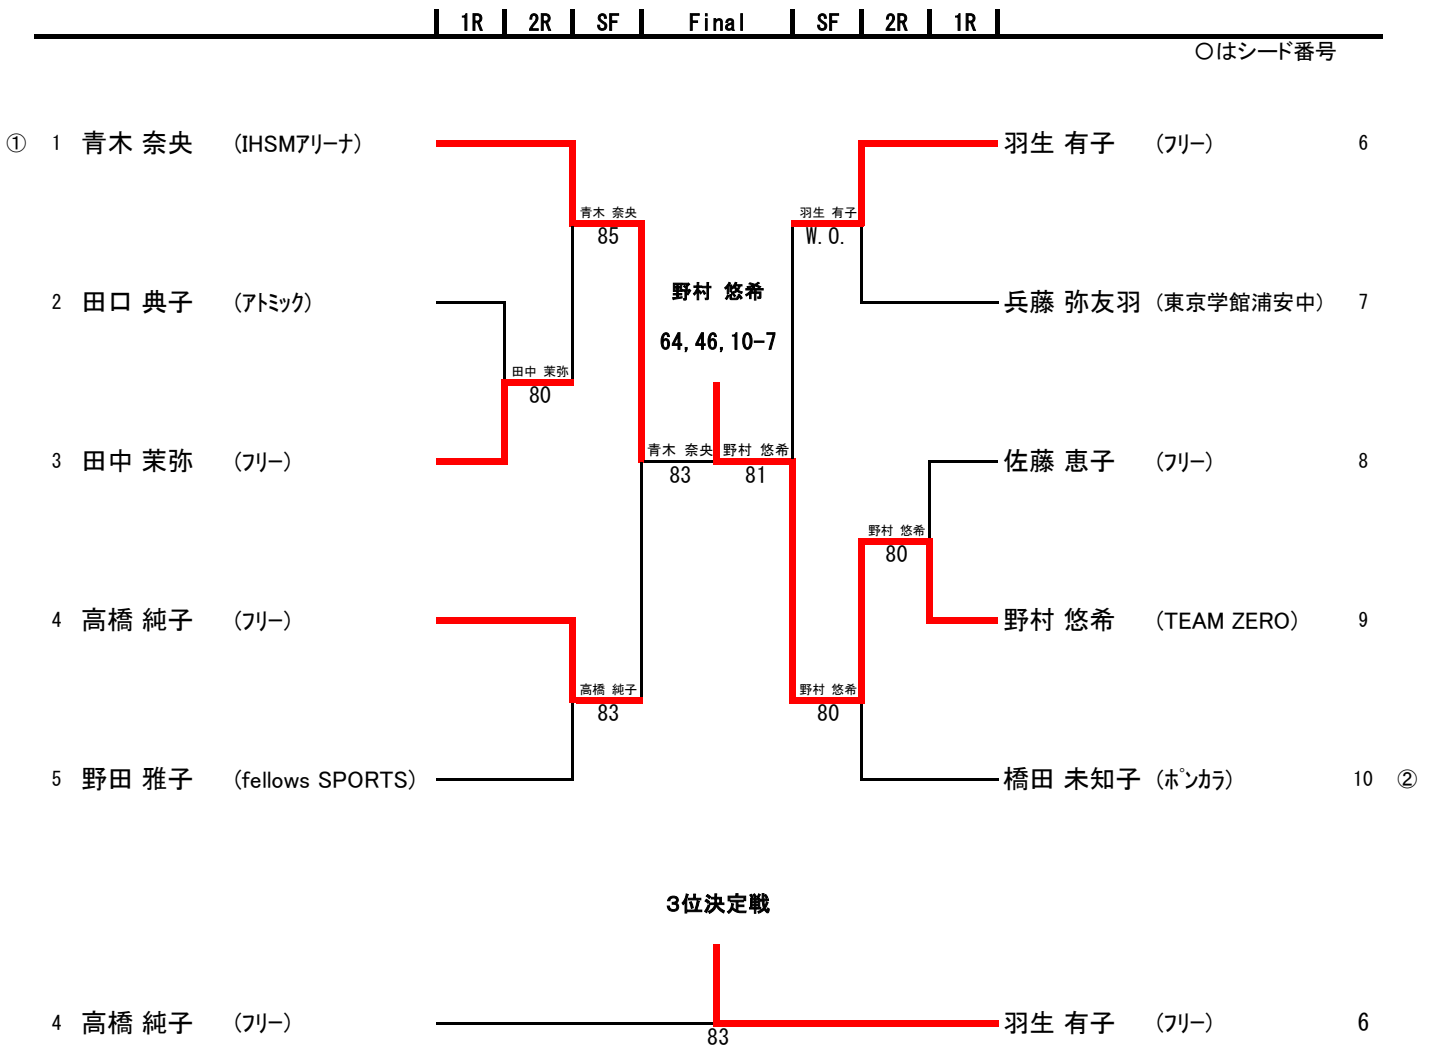 1R 2R SF Final SF 2R 1R
〇はシード番号
① 1 青木 奈央 (IHSMアリーナ) 羽生 有子 (フリー) 6
青木 奈央 羽生 有子
85 W.O.
野村 悠希
2 田口 典子 (アトミック) 兵藤 弥友羽 (東京学館浦安中) 7
64,46,10-7
田中 茉弥
80
青木 奈央 野村 悠希
3 田中 茉弥 (フリー) 佐藤 恵子 (フリー) 8
83 81
野村 悠希
80
4 高橋 純子 (フリー) 野村 悠希 (TEAM ZERO) 9
高橋 純子 野村 悠希
83 80
5 野田 雅子 (fellows SPORTS) 橋田 未知子 (ポンカラ) 10 ②
3位決定戦
4 高橋 純子 (フリー) 羽生 有子 (フリー) 6
83